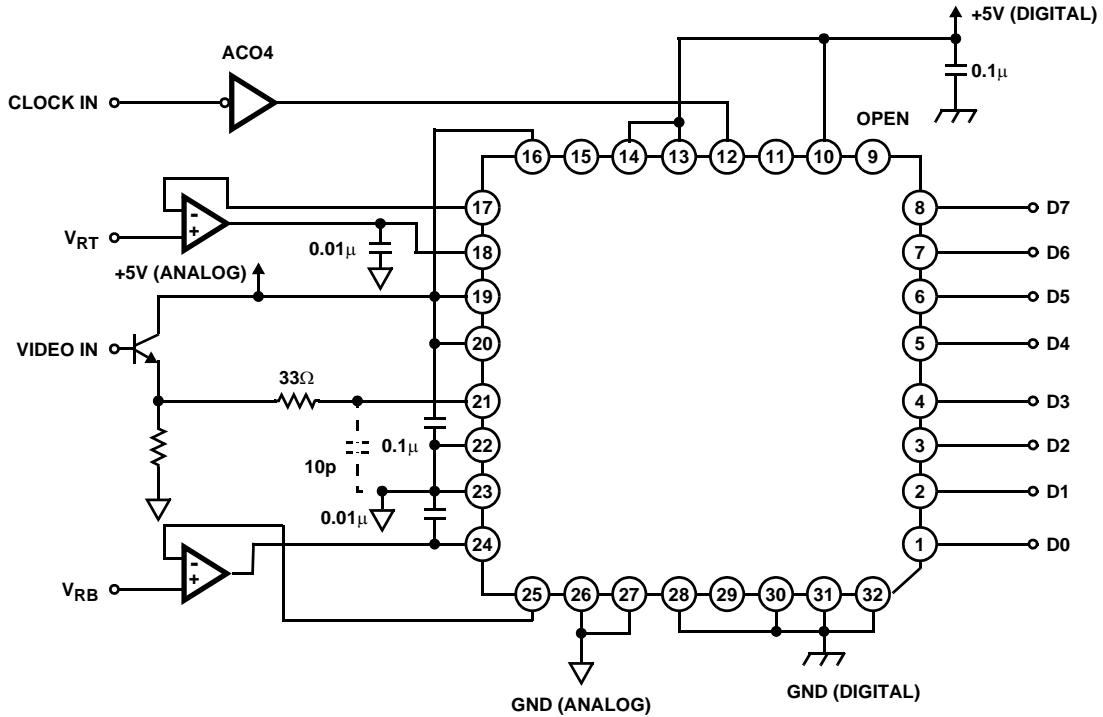 +5V (DIGITAL)
ACO4
0.1μ
CLOCK IN
OPEN
16
15
14
13
12
11
10
9
17
8
D7
VRT
18
0.01μ
7
D6
+5V (ANALOG)
19
6
D5
VIDEO IN
20
5
D4
33Ω
21
4
D3
0.1μ
22
3
D2
10p
23
2
D1
0.01μ
24
1
D0
VRB
25
26
27
28
29
30
31
32
GND (ANALOG)
GND (DIGITAL)
-
+
-
+